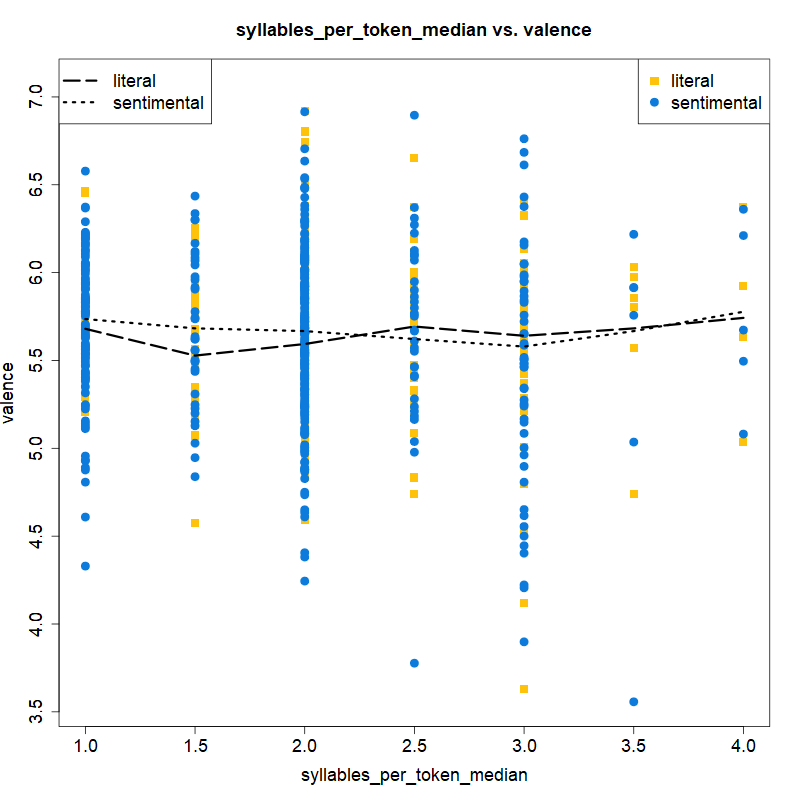 syllables_per_token_median vs. valence
literal
sentimental
literal
sentimental
valence
7.0
6.5
6.0
5.5
5.0
4.5
4.0
3.5
1.0 1.5 2.0 2.5 3.0 3.5 4.0
syllables_per_token_median